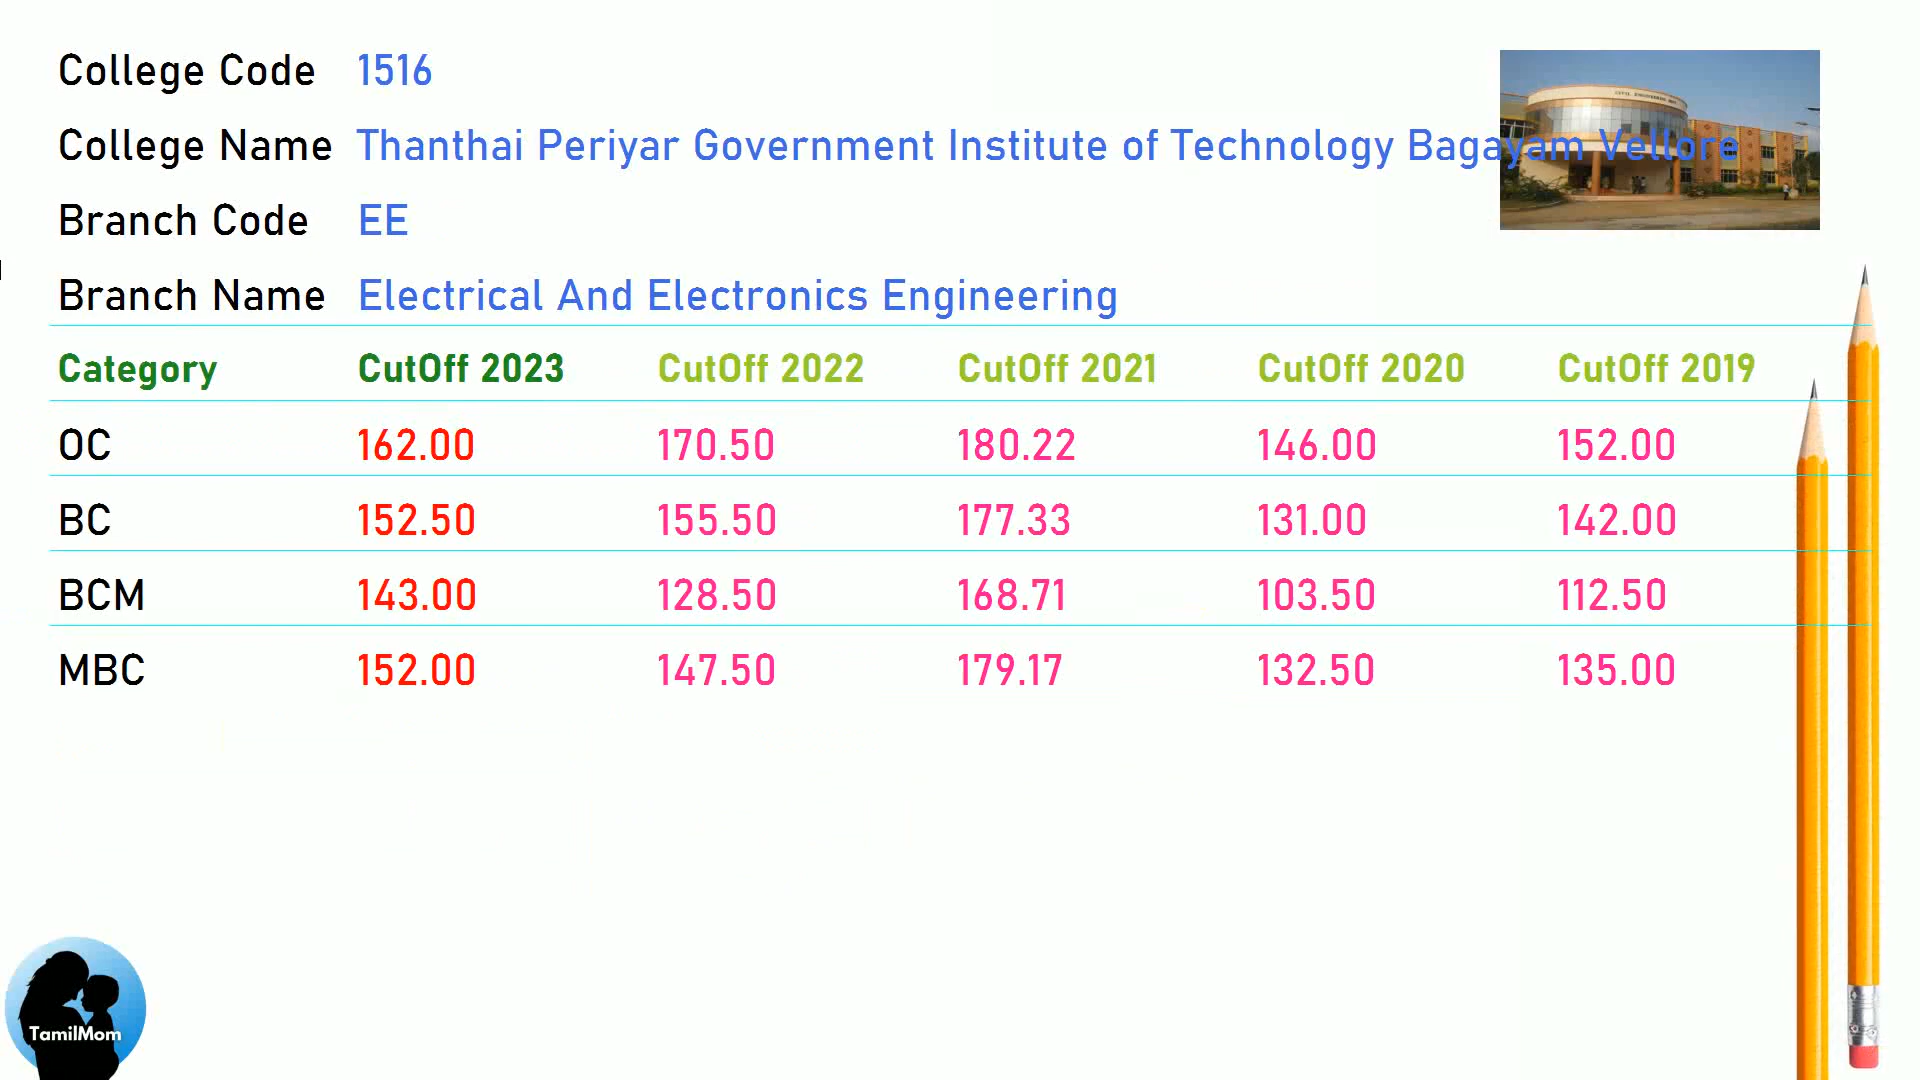 College Code 1516
College Name Thanthai Periyar Government Institute of Technology Bagayam Vellore
Branch Code EE
Branch Name Electrical And Electronics Engineering
Category CutOff 2023 CutOff 2022 CutOff 2021 CutOff 2020 CutOff 2019
OC 162.00 170.50 180.22 146.00 152.00
BC 152.50 155.50 177.33 131.00 142.00
BCM 143.00 128.50 168.71 103.50 112.50
MBC 152.00 147.50 179.17 132.50 135.00
TamilMom